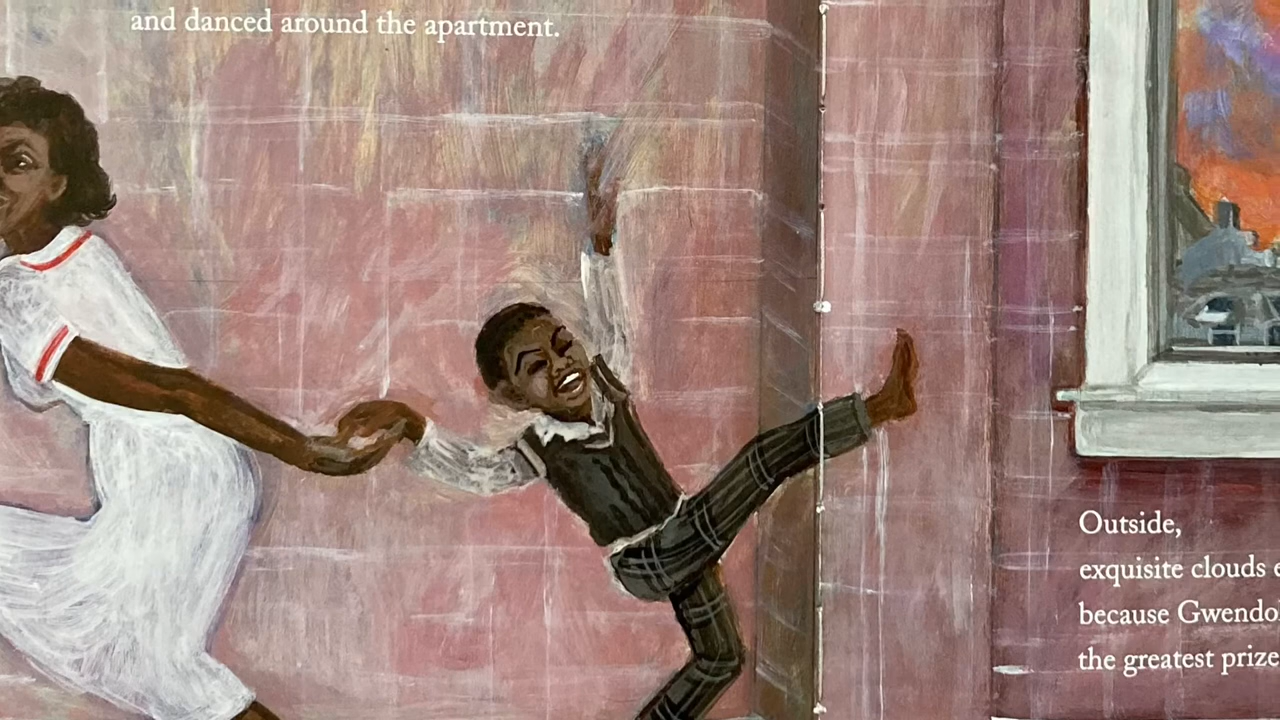 and danced around the apartment.
Outside,
exquisite clouds
because
the greatest prize